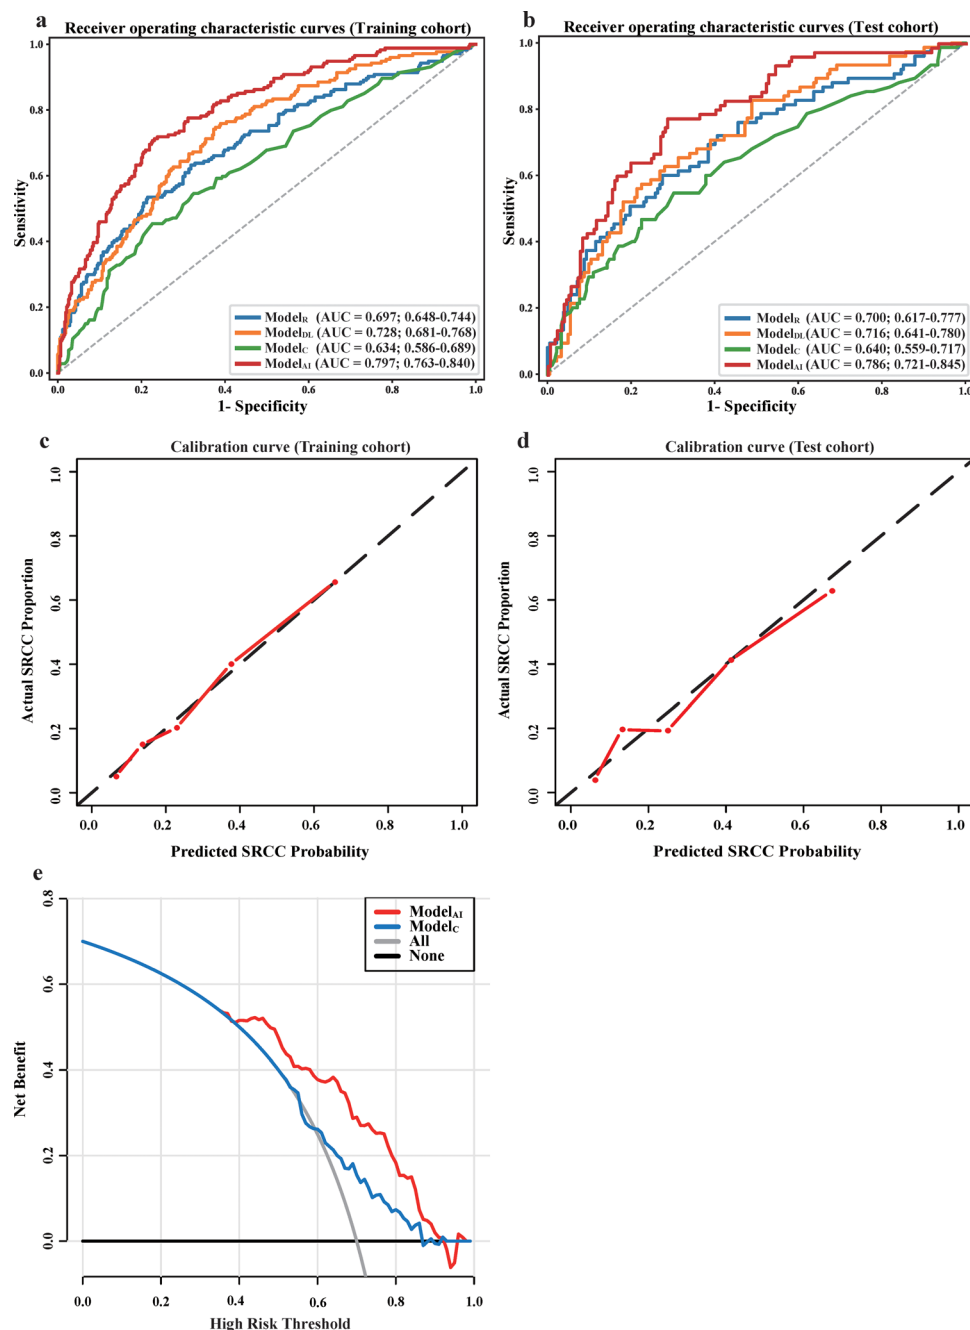 a
Receiver operating characteristic curves (Training cohort)
1.0
0.8
0.6
0.4
0.2
0.0
Sensitivity
ModelR (AUC = 0.697; 0.648-0.744)
ModelDL (AUC = 0.728; 0.681-0.768)
ModelC (AUC = 0.634; 0.586-0.689)
ModelAI (AUC = 0.797; 0.763-0.840)
0.0 0.2 0.4 0.6 0.8 1.0
1- Specificity
b
Receiver operating characteristic curves (Test cohort)
1.0
0.8
0.6
0.4
0.2
0.0
Sensitivity
ModelR (AUC = 0.700; 0.617-0.777)
ModelDL (AUC = 0.716; 0.641-0.780)
ModelC (AUC = 0.640; 0.559-0.717)
ModelAI (AUC = 0.786; 0.721-0.845)
0.0 0.2 0.4 0.6 0.8 1.0
1- Specificity
c
Calibration curve (Training cohort)
1.0
0.8
0.6
0.4
0.2
0.0
Actual SRCC Proportion
0.0 0.2 0.4 0.6 0.8 1.0
Predicted SRCC Probability
d
Calibration curve (Test cohort)
1.0
0.8
0.6
0.4
0.2
0.0
Actual SRCC Proportion
0.0 0.2 0.4 0.6 0.8 1.0
Predicted SRCC Probability
e
0.8
0.6
0.4
0.2
0.0
Net Benefit
ModelAI
ModelC
All
None
0.0 0.2 0.4 0.6 0.8 1.0
High Risk Threshold